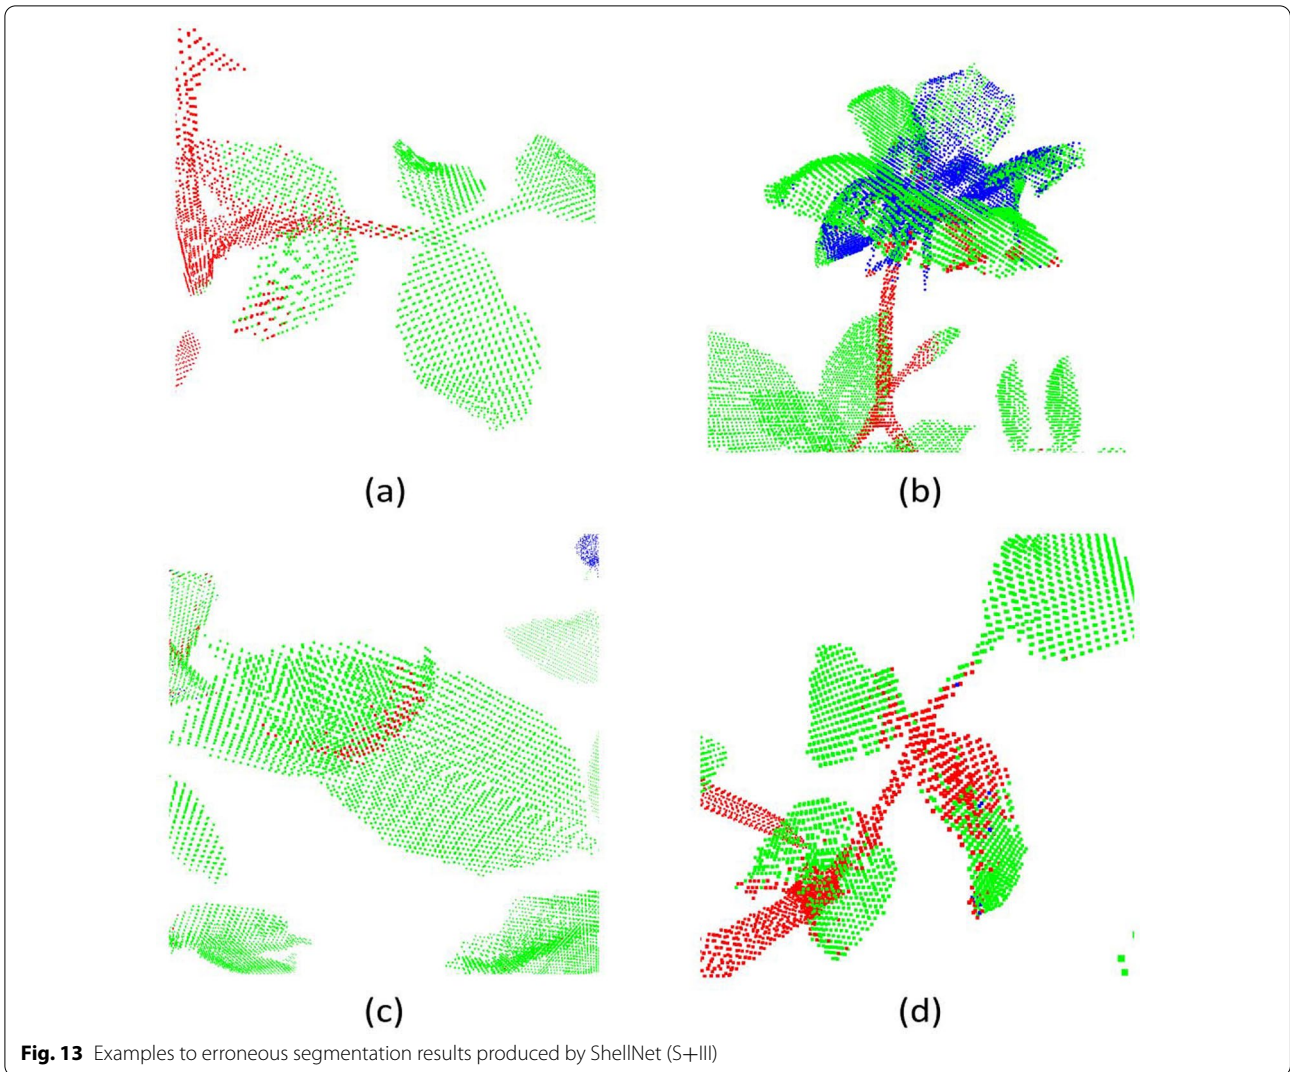 (a)
(b)
(c)
(d)
Fig. 13 Examples to erroneous segmentation results produced by ShellNet (S+III)